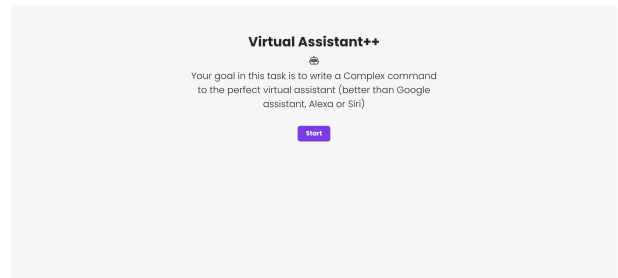 Virtual Assistant++
Your goal in this task is to write a Complex command
to the perfect virtual assistant (better than Google
assistant, Alexa or Siri)
Start